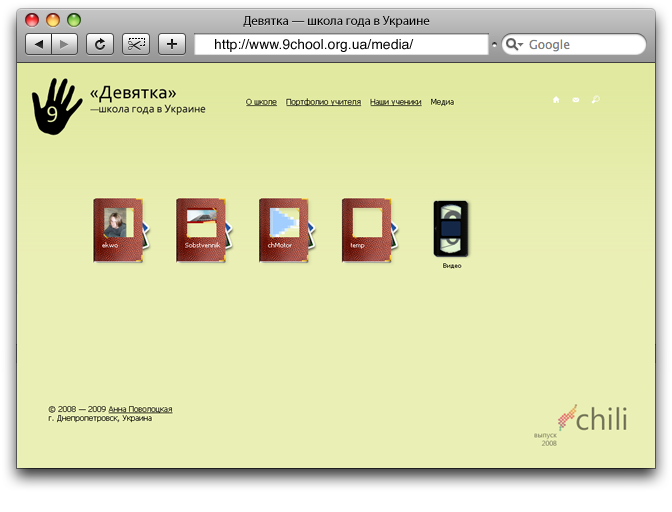 Девятка — школа года в Украине
http://www.9chool.org.ua/media/
Google
9
«Девятка»
—школа года в Украине
О школе Портфолио учителя Наши ученики Медиа
ekwo
Sobstvennik
chMotor
temp
Видео
© 2008 — 2009 Анна Поволоцкая
г. Днепропетровск, Украина
chili
выпуск
2008